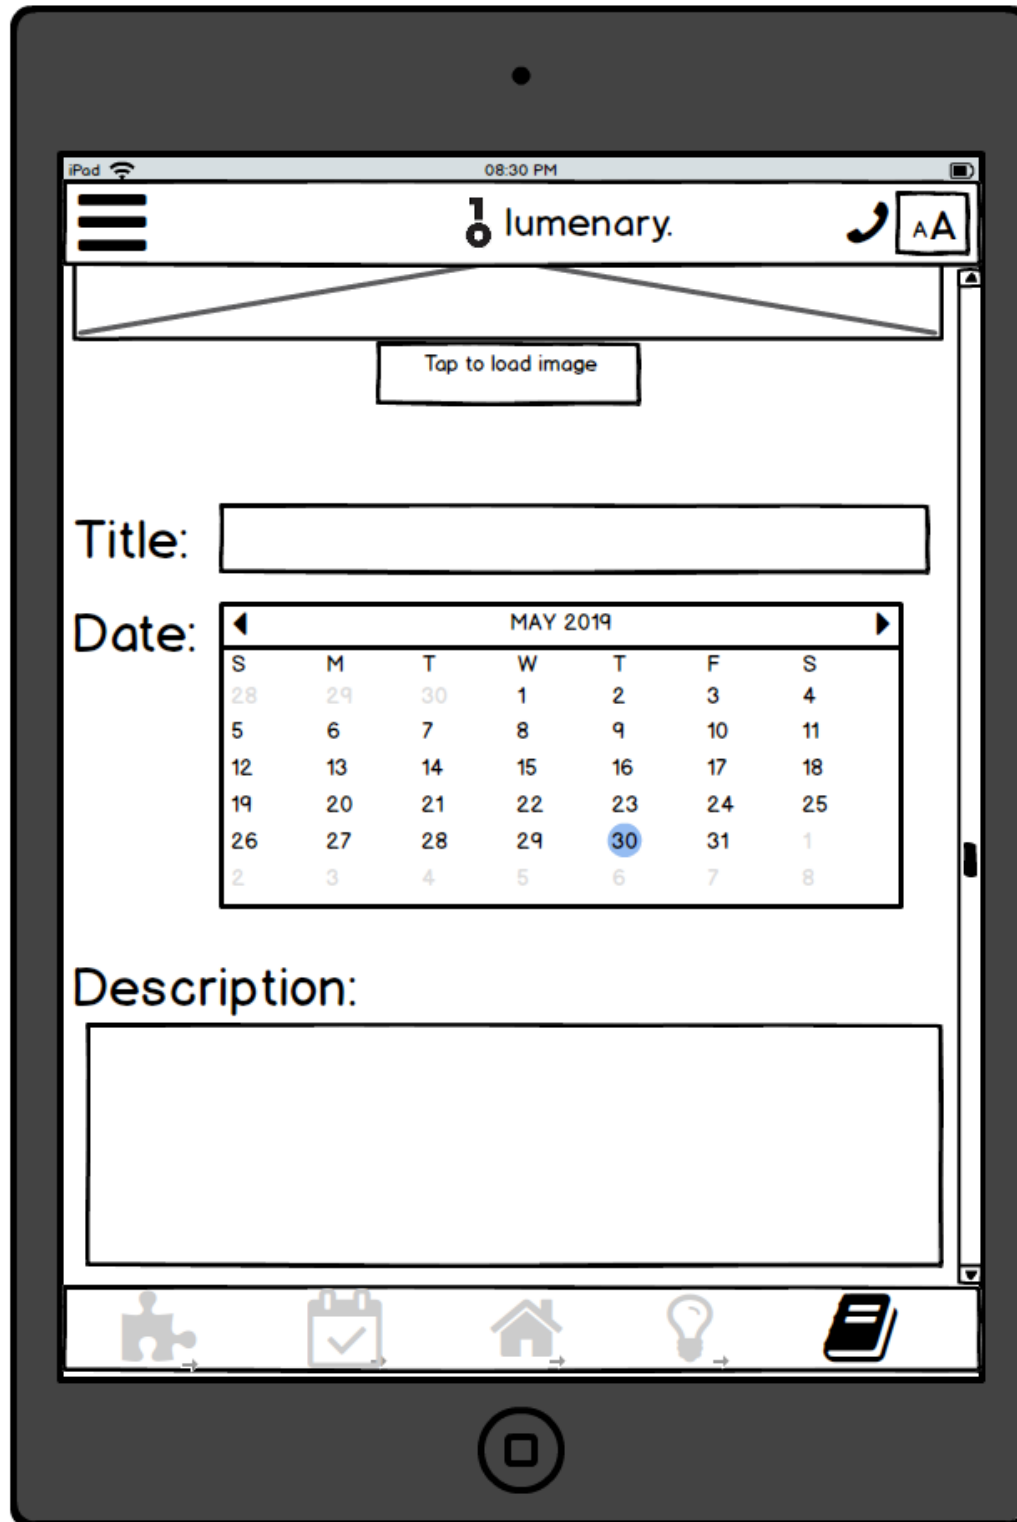 iPad 08:30 PM
lumenary. AA
Tap to load image
Title:
Date:
MAY 2019
S M T W T F S
28 29 30 1 2 3 4
5 6 7 8 9 10 11
12 13 14 15 16 17 18
19 20 21 22 23 24 25
26 27 28 29 30 31 1
2 3 4 5 6 7 8
Description: